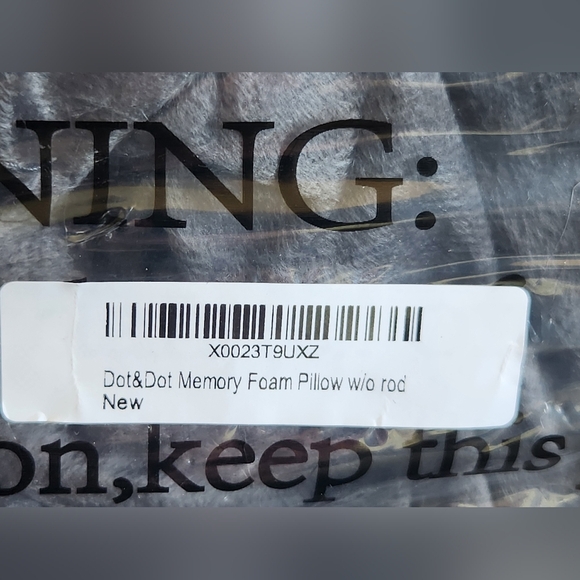 NING:
X0023T9UXZ
Dot&Dot Memory Foam Pillow w/o rod
New
on,keep this